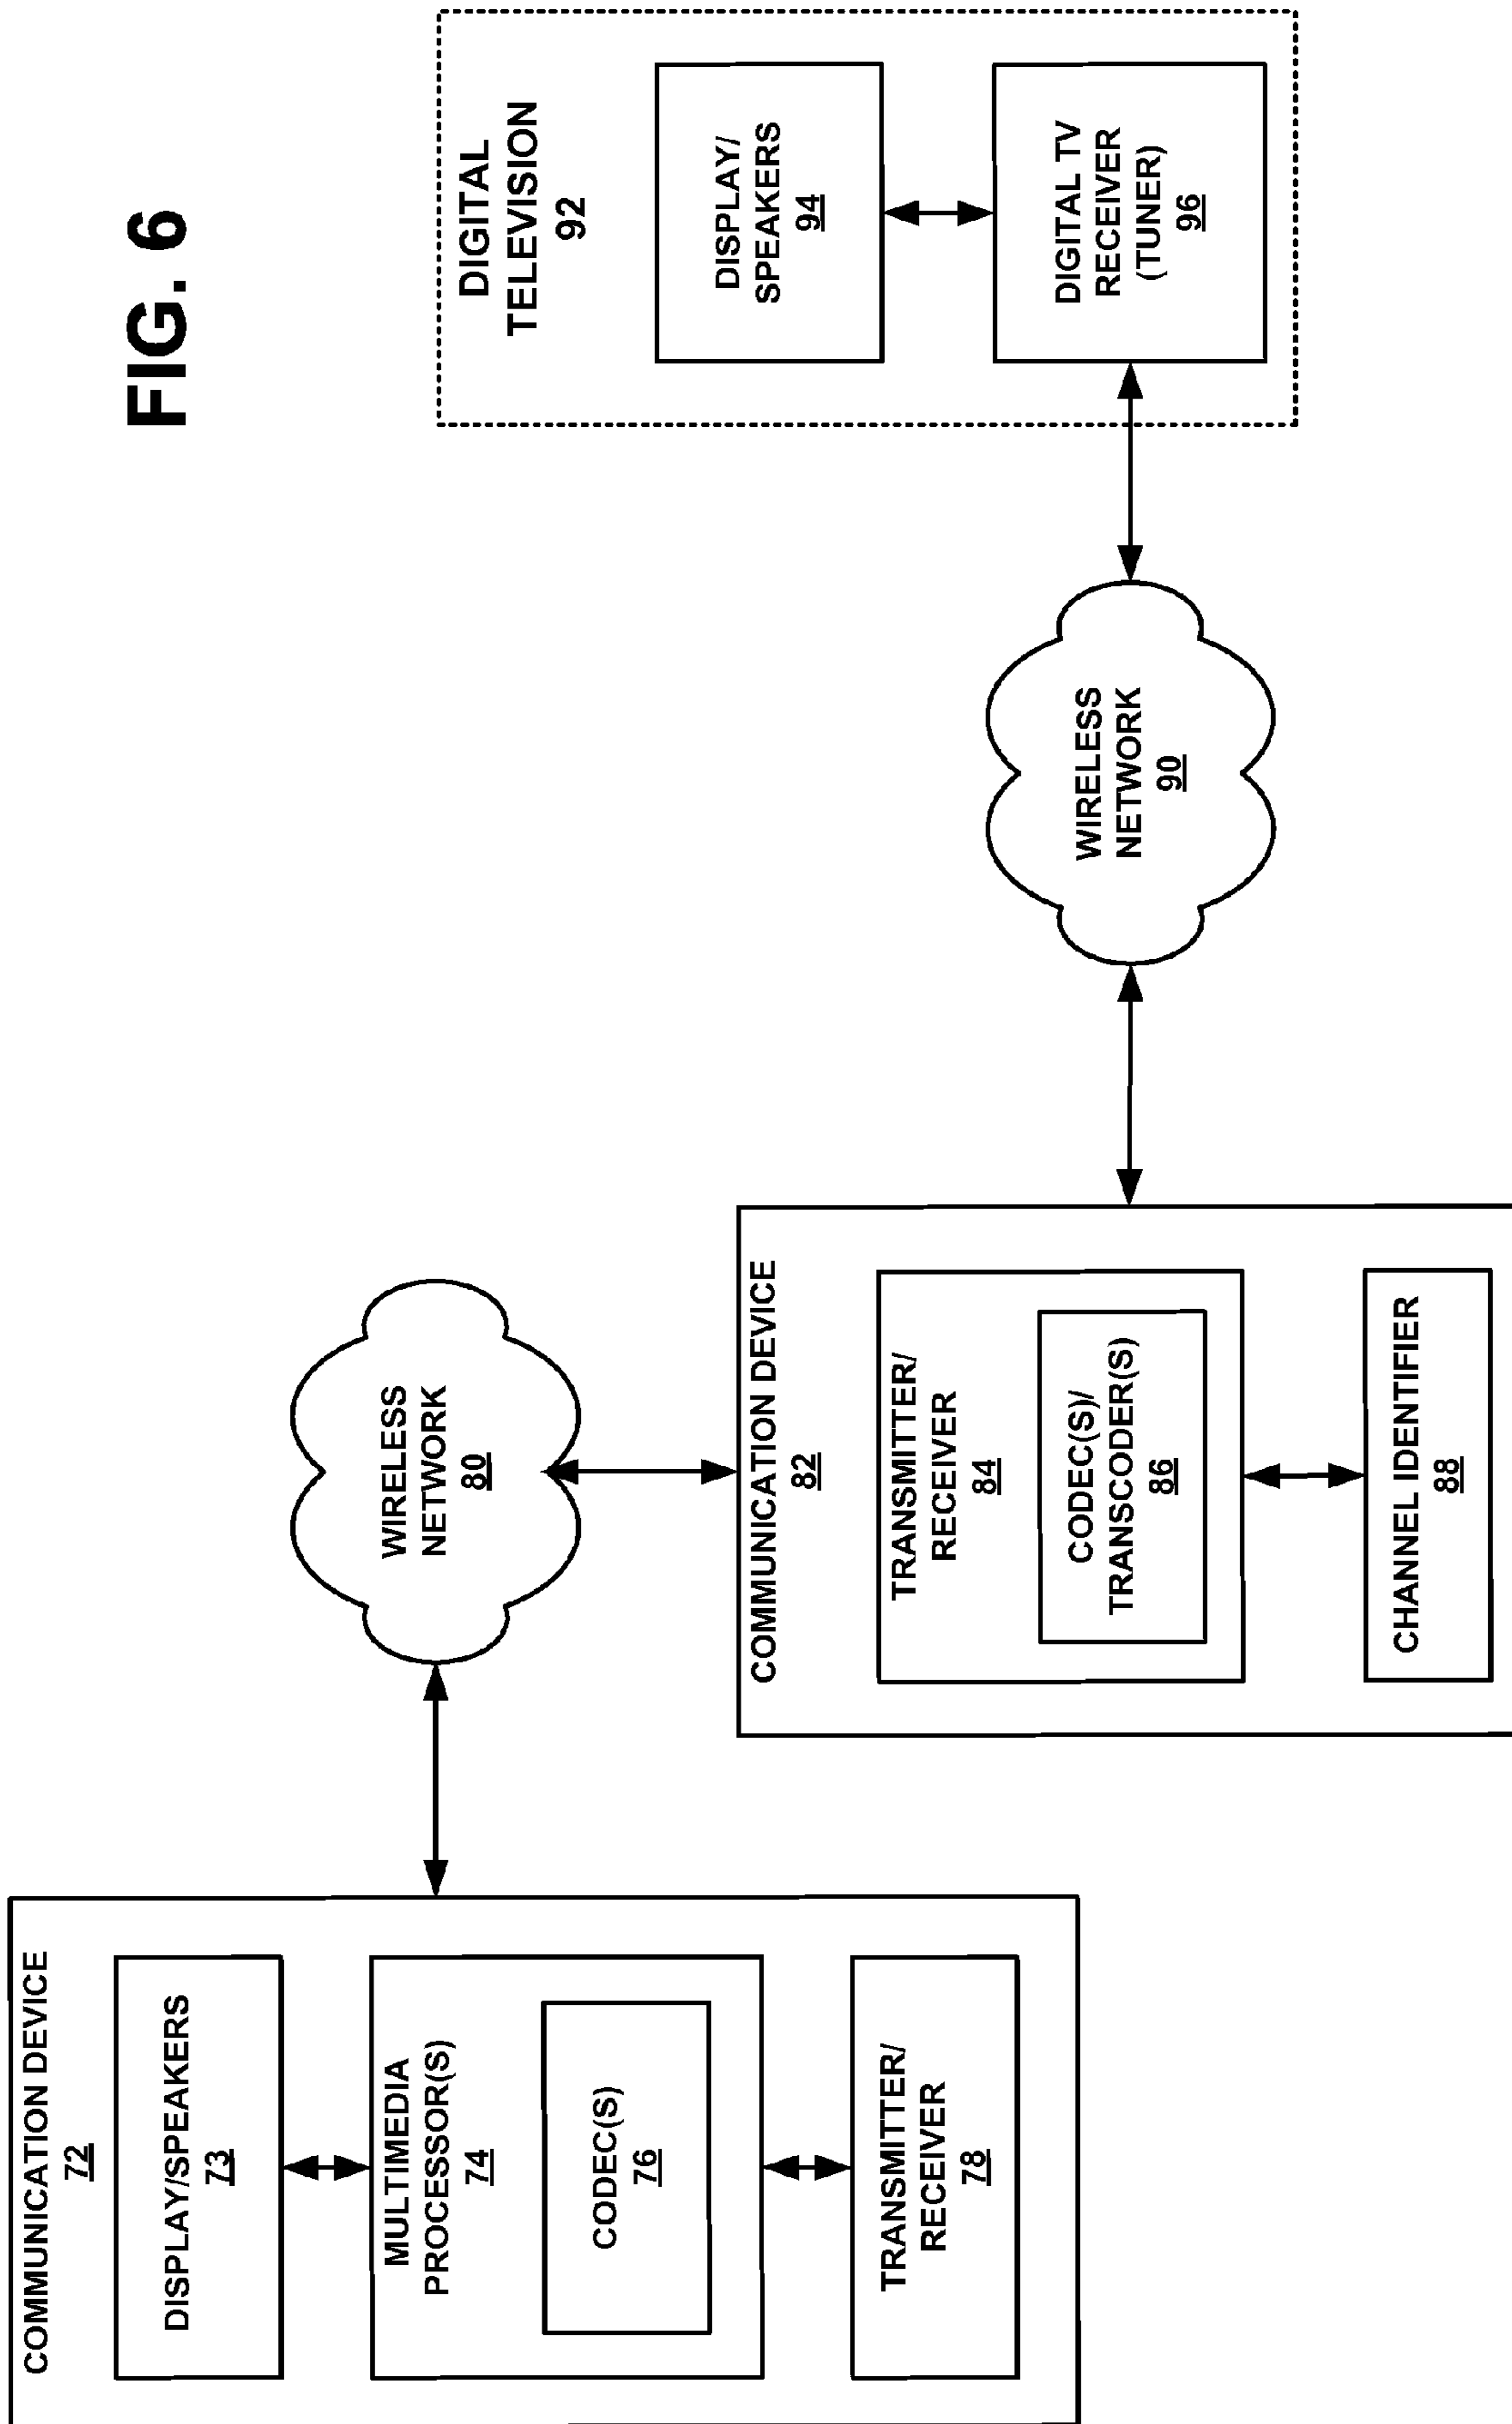 FIG. 6
COMMUNICATION DEVICE
72
DISPLAY/SPEAKERS
73
MULTIMEDIA
PROCESSOR(S)
74
CODEC(S)
76
TRANSMITTER/
RECEIVER
78
WIRELESS
NETWORK
80
COMMUNICATION DEVICE
82
TRANSMITTER/
RECEIVER
84
CODEC(S)/
TRANSCODER(S)
86
CHANNEL IDENTIFIER
88
WIRELESS
NETWORK
90
DIGITAL
TELEVISION
92
DISPLAY/
SPEAKERS
94
DIGITAL TV
RECEIVER
(TUNER)
96